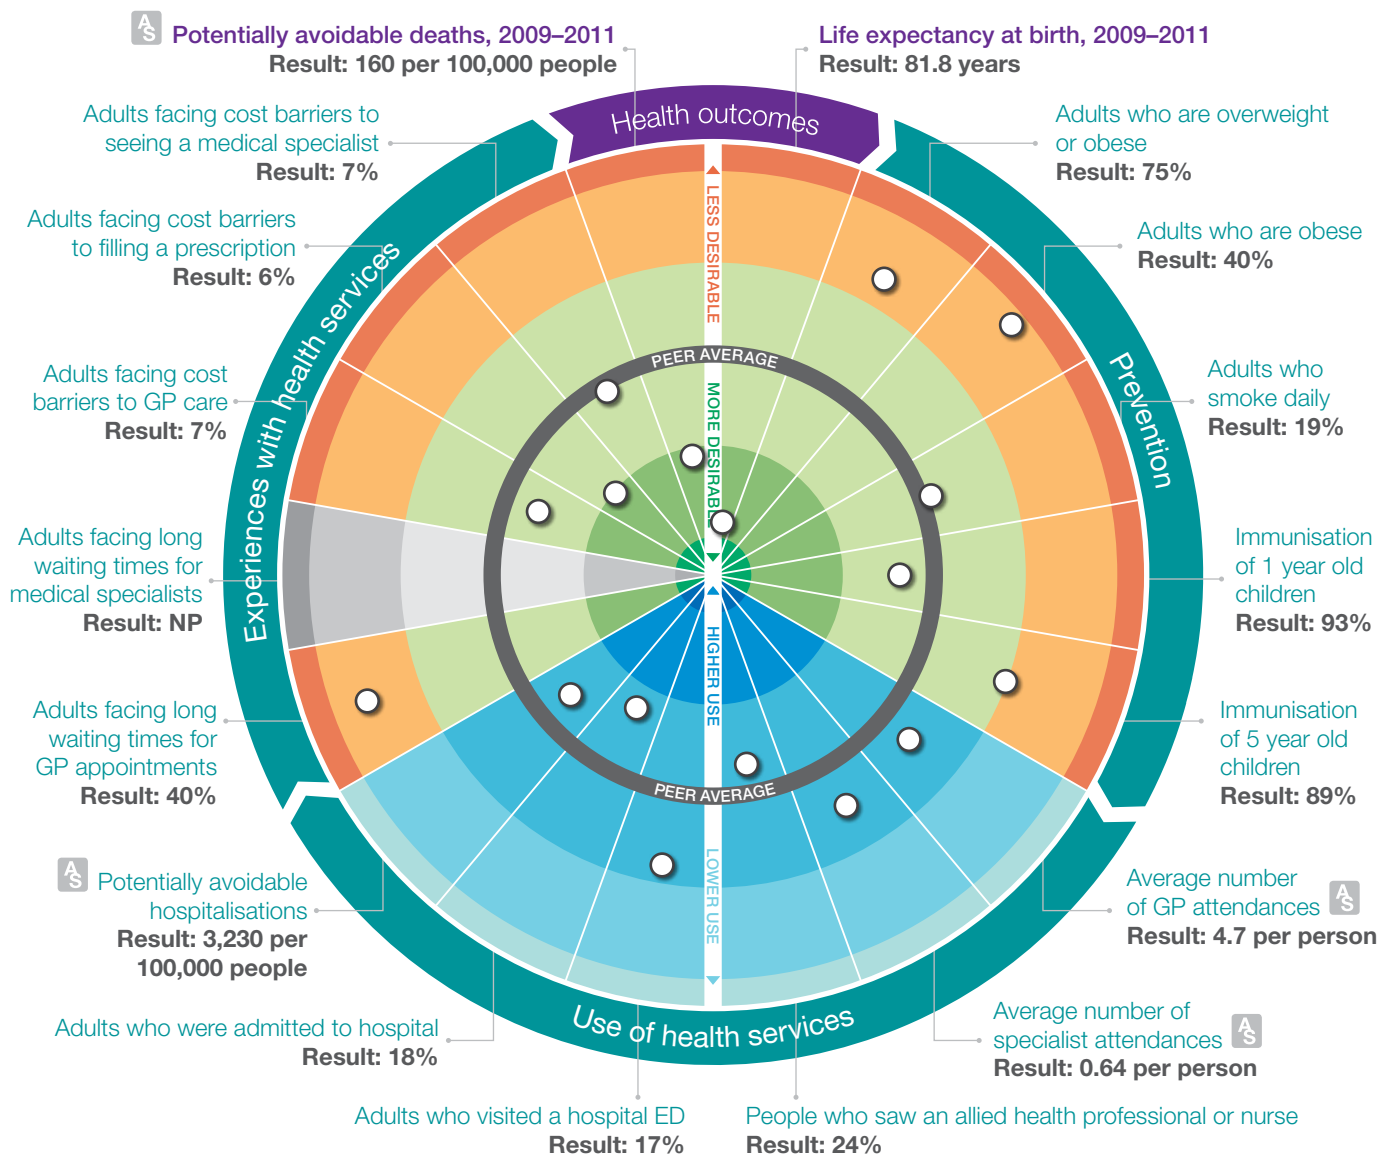 AS
Potentially avoidable deaths, 2009–2011
Result: 160 per 100,000 people
Life expectancy at birth, 2009–2011
Result: 81.8 years
Adults facing cost barriers to
seeing a medical specialist
Result: 7%
Health outcomes
Adults who are overweight
or obese
Result: 75%
Adults facing cost barriers
to filling a prescription
Result: 6%
Adults who are obese
Result: 40%
LESS DESIRABLE
PEER AVERAGE
MORE DESIRABLE
Experiences with health services
Prevention
Adults facing cost
barriers to GP care
Result: 7%
Adults who
smoke daily
Result: 19%
Adults facing long
waiting times for
medical specialists
Result: NP
Immunisation
of 1 year old
children
Result: 93%
HIGHER USE
PEER AVERAGE
LOWER USE
Adults facing long
waiting times for
GP appointments
Result: 40%
Immunisation
of 5 year old
children
Result: 89%
AS
Potentially avoidable
hospitalisations
Result: 3,230 per
100,000 people
Average number
of GP attendances AS
Result: 4.7 per person
Use of health services
Adults who were admitted to hospital
Result: 18%
Average number of
specialist attendances AS
Result: 0.64 per person
Adults who visited a hospital ED
Result: 17%
People who saw an allied health professional or nurse
Result: 24%